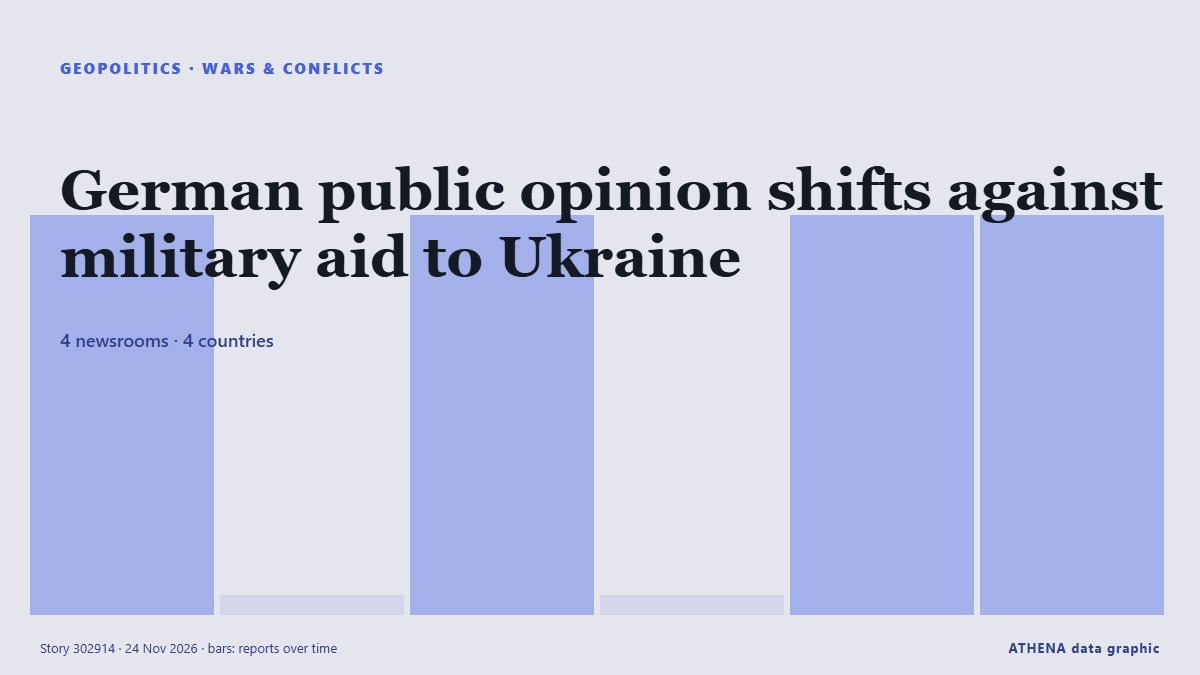 GEOPOLITICS · WARS & CONFLICTS
German public opinion shifts against
military aid to Ukraine
4 newsrooms · 4 countries
Story 302914 · 24 Nov 2026 · bars: reports over time
ATHENA data graphic